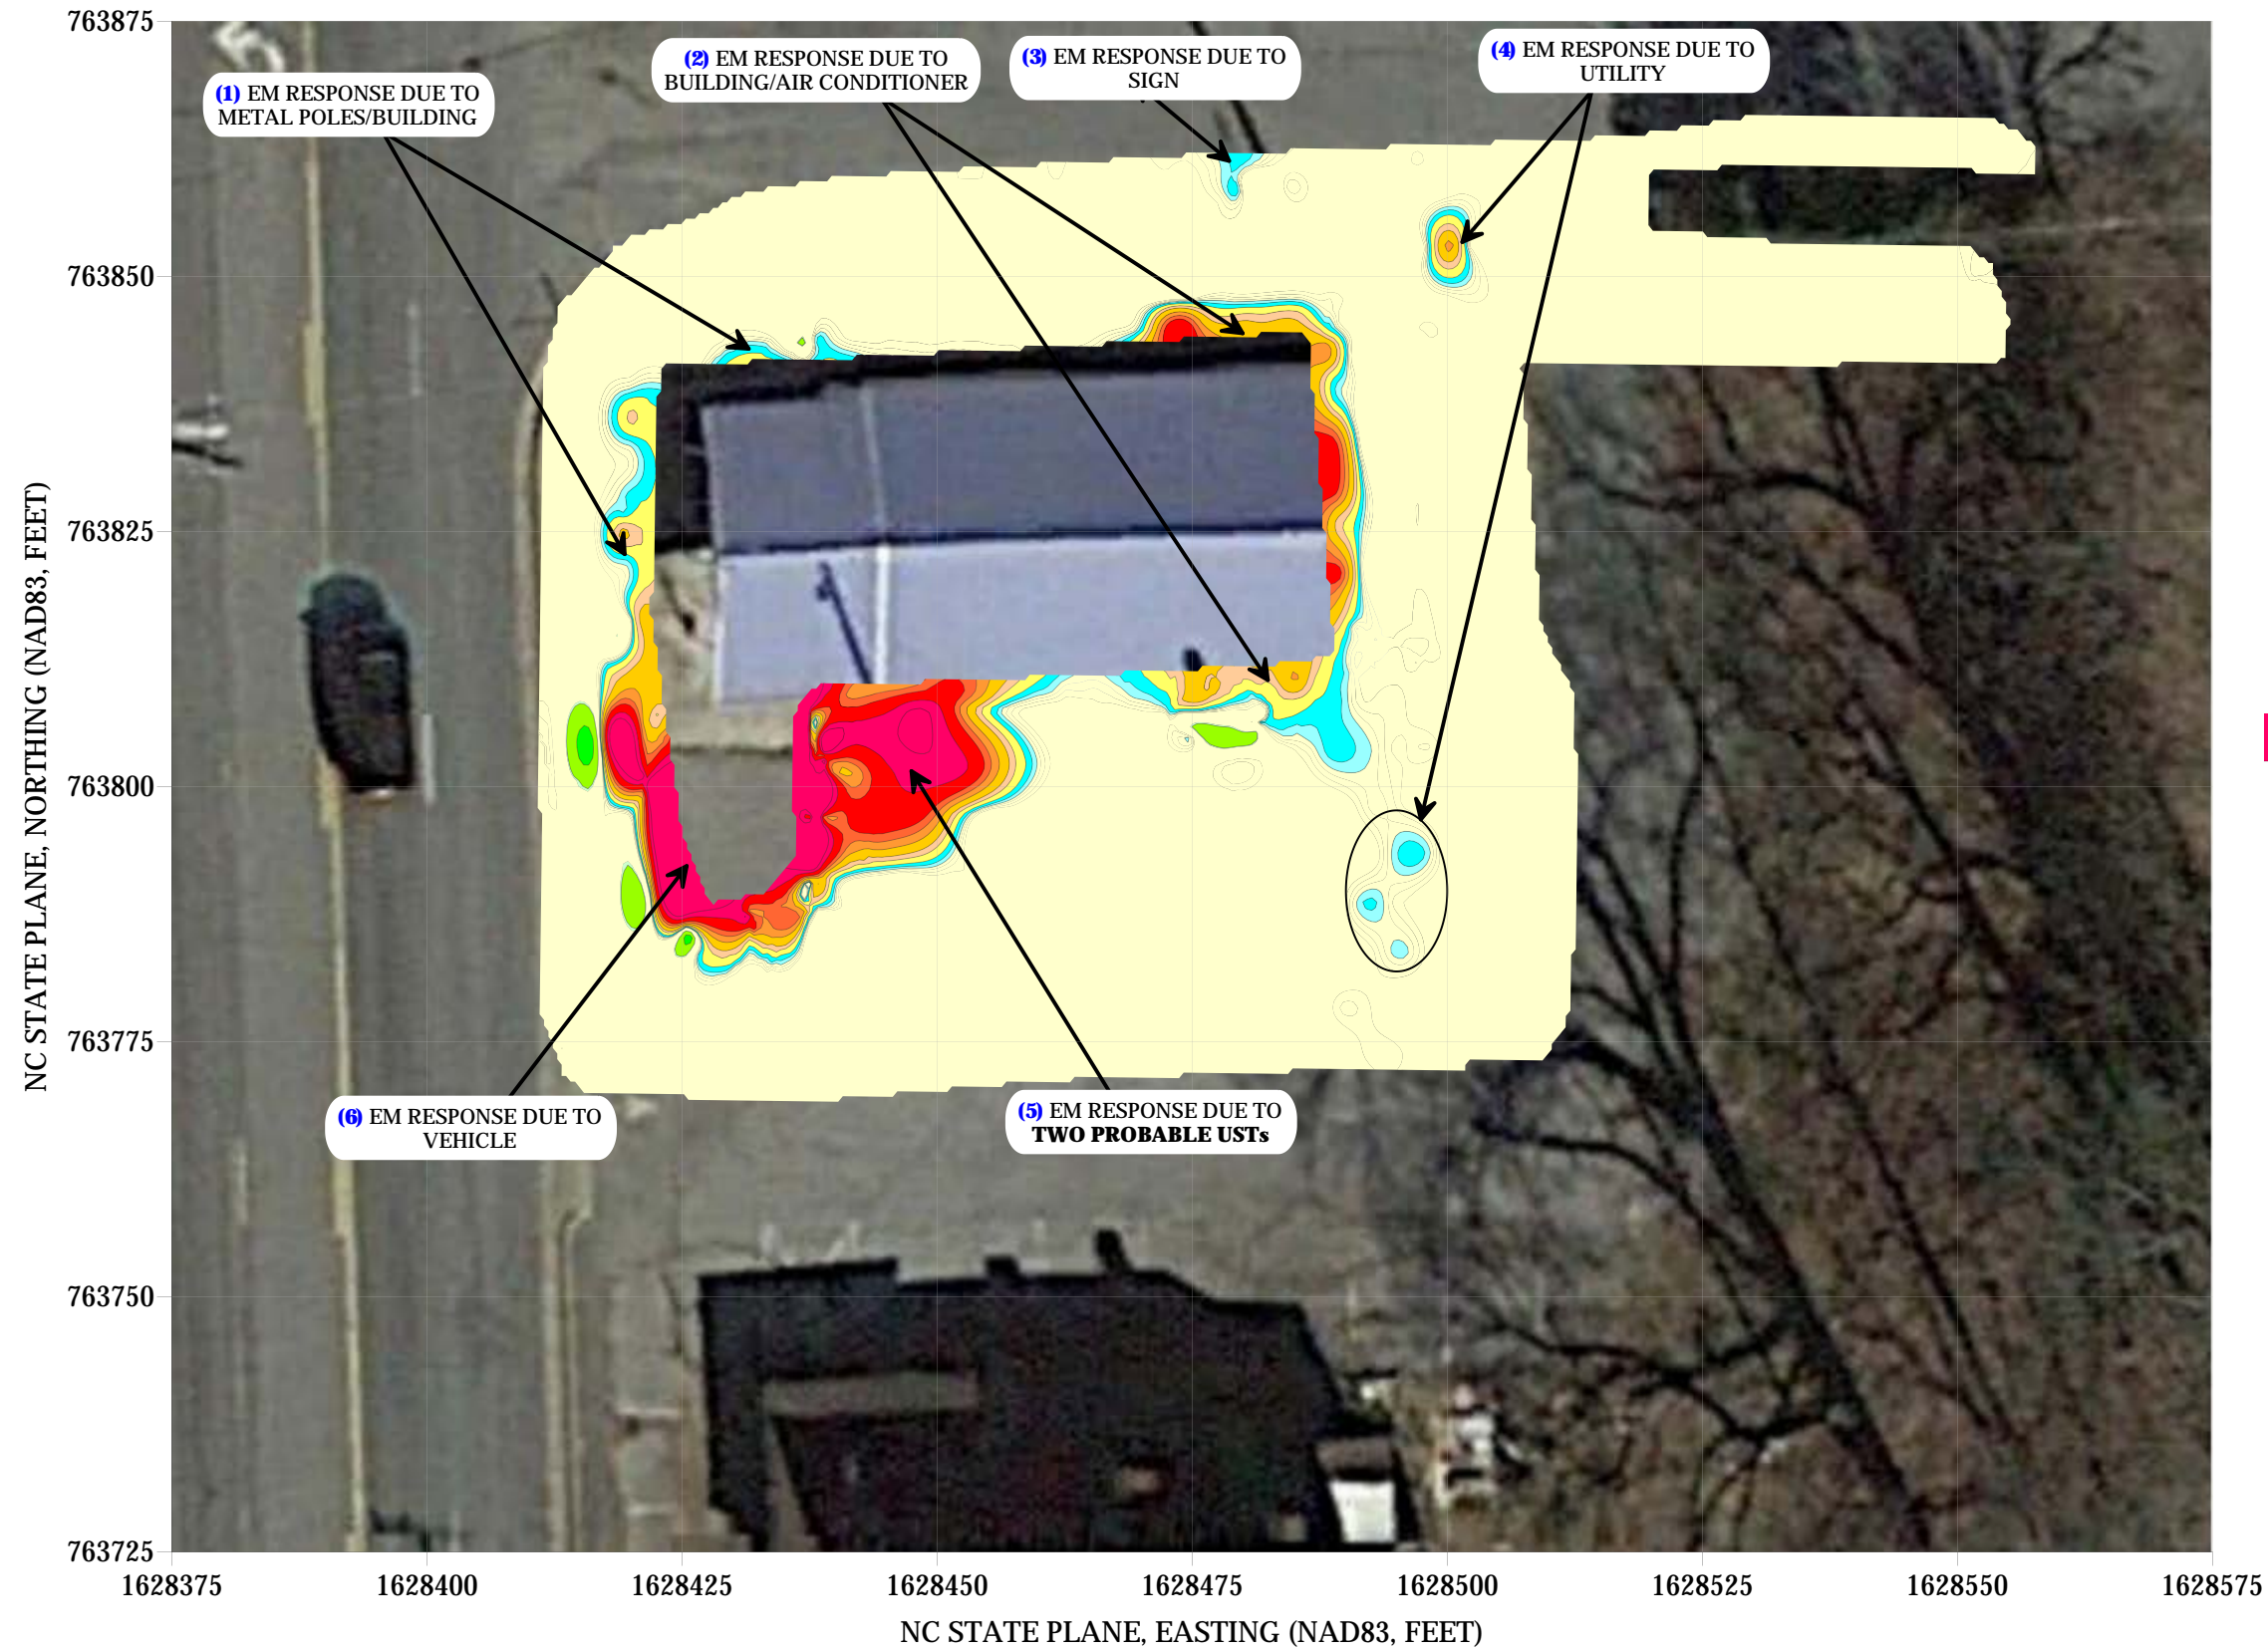 763875
763850
763825
763800
763775
763750
763725
NC STATE PLANE, NORTHING (NAD83, FEET)
(1) EM RESPONSE DUE TO
METAL POLES/BUILDING
(2) EM RESPONSE DUE TO
BUILDING/AIR CONDITIONER
(3) EM RESPONSE DUE TO
SIGN
(4) EM RESPONSE DUE TO
UTILITY
(6) EM RESPONSE DUE TO
VEHICLE
(5) EM RESPONSE DUE TO
TWO PROBABLE USTs
1628375 1628400 1628425 1628450 1628475 1628500 1628525 1628550 1628575
NC STATE PLANE, EASTING (NAD83, FEET)